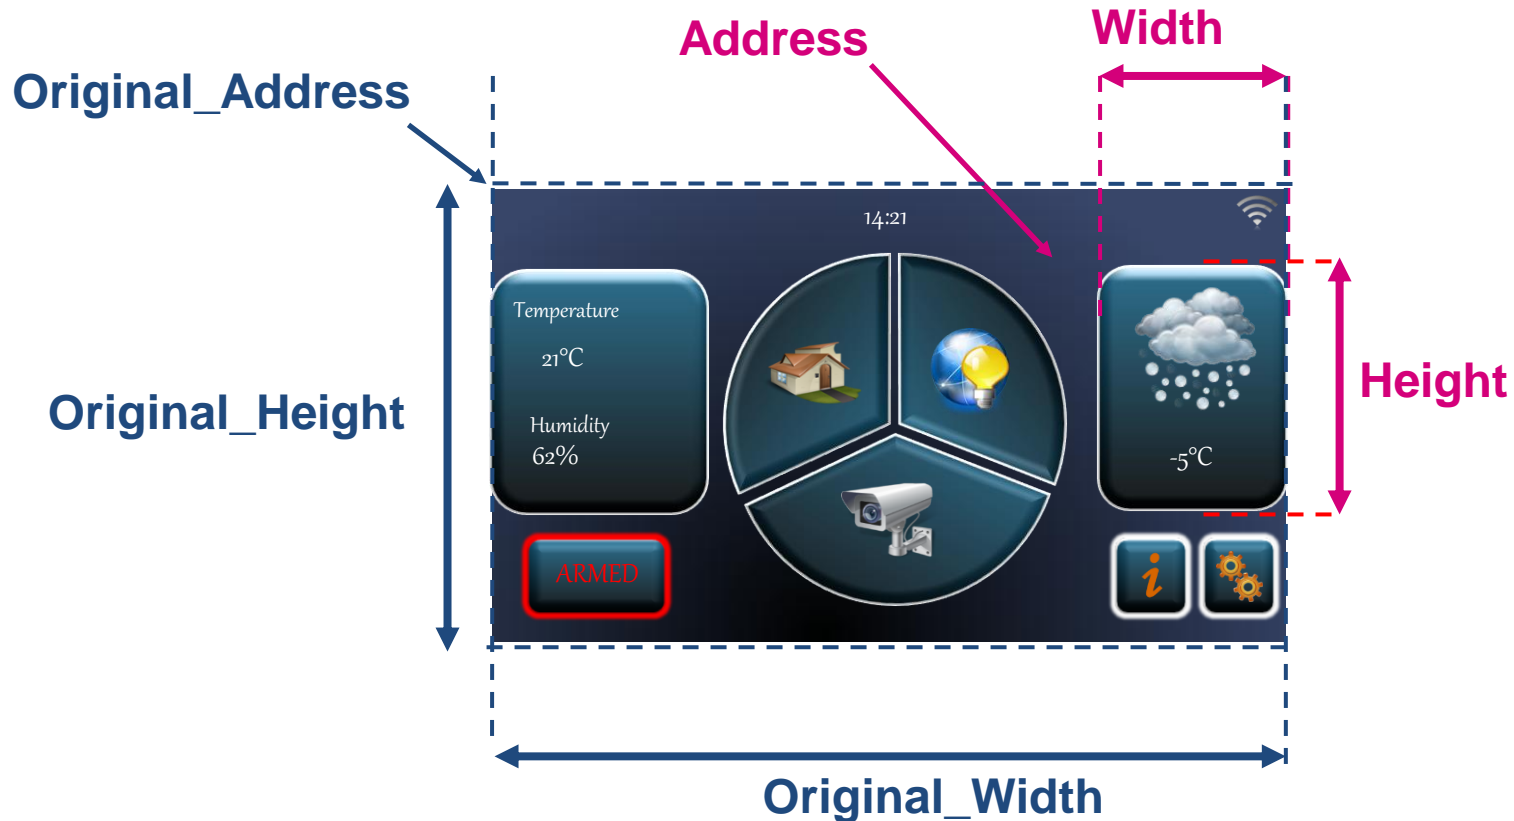 Width
Address
Original_Address
14:21
Temperature
21°C
Humidity
62%
Original_Height
Height
-5°C
ARMED
i
Original_Width